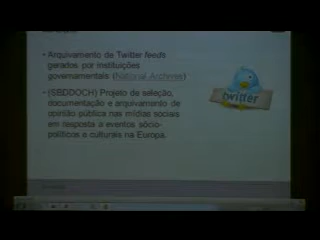 • Arquivamento de Twitter feeds
gerados por instituições
governamentais (National Archives)
• (SBDDOCH) Projeto de seleção,
documentação e arquivamento de
opinião pública nas mídias sociais
em resposta a eventos sócio-
políticos e culturais na Europa.
twitter